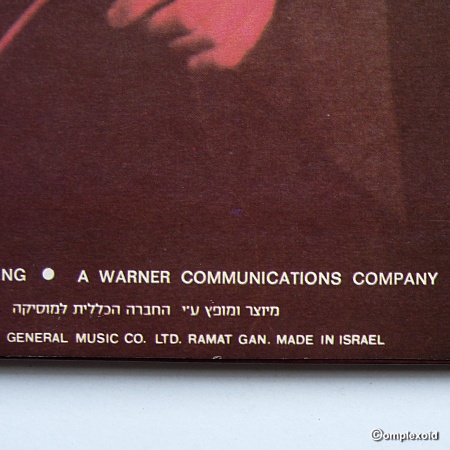 NG ● A WARNER COMMUNICATIONS COMPANY
מיוצר ומופץ ע״י החברה הכללית למוסיקה
GENERAL MUSIC CO. LTD. RAMAT GAN. MADE IN ISRAEL
©omplexoid